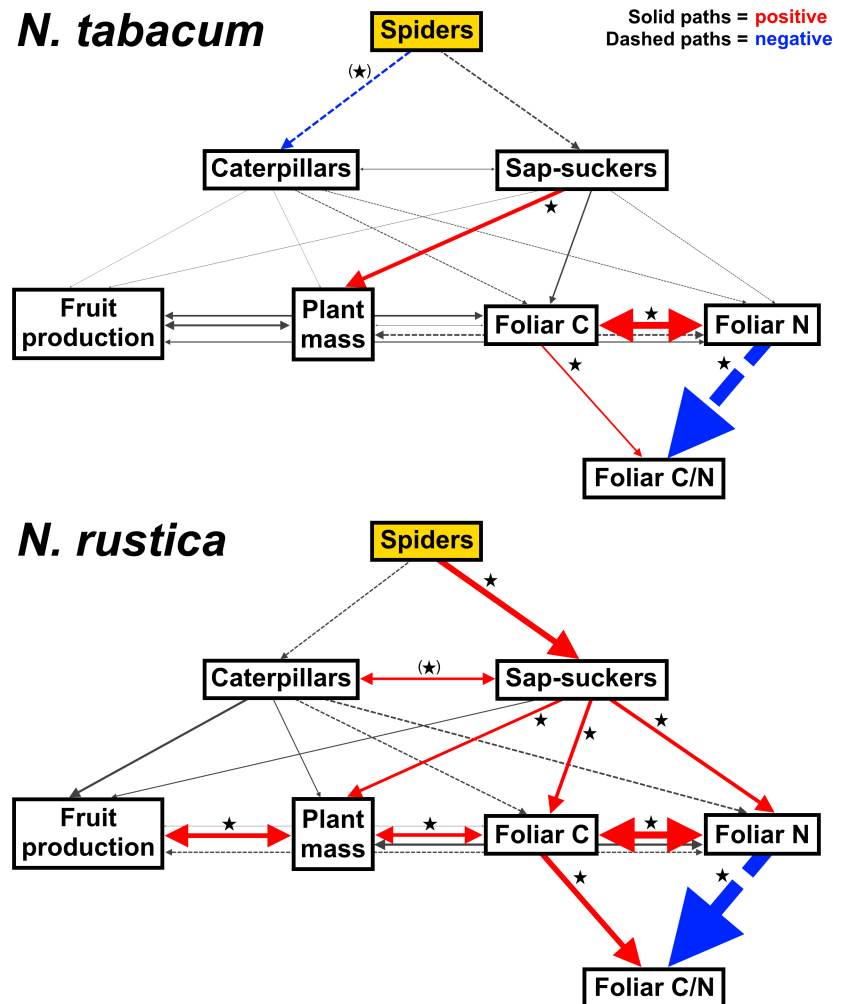 N. tabacum
Spiders
Solid paths = positive
Dashed paths = negative
(★)
Caterpillars
Sap-suckers
★
Fruit
production
Plant
mass
Foliar C
★
Foliar N
★
★
Foliar C/N
N. rustica
Spiders
★
Caterpillars
(★)
Sap-suckers
★
★
★
Fruit
production
★
Plant
mass
★
Foliar C
★
Foliar N
★
★
Foliar C/N